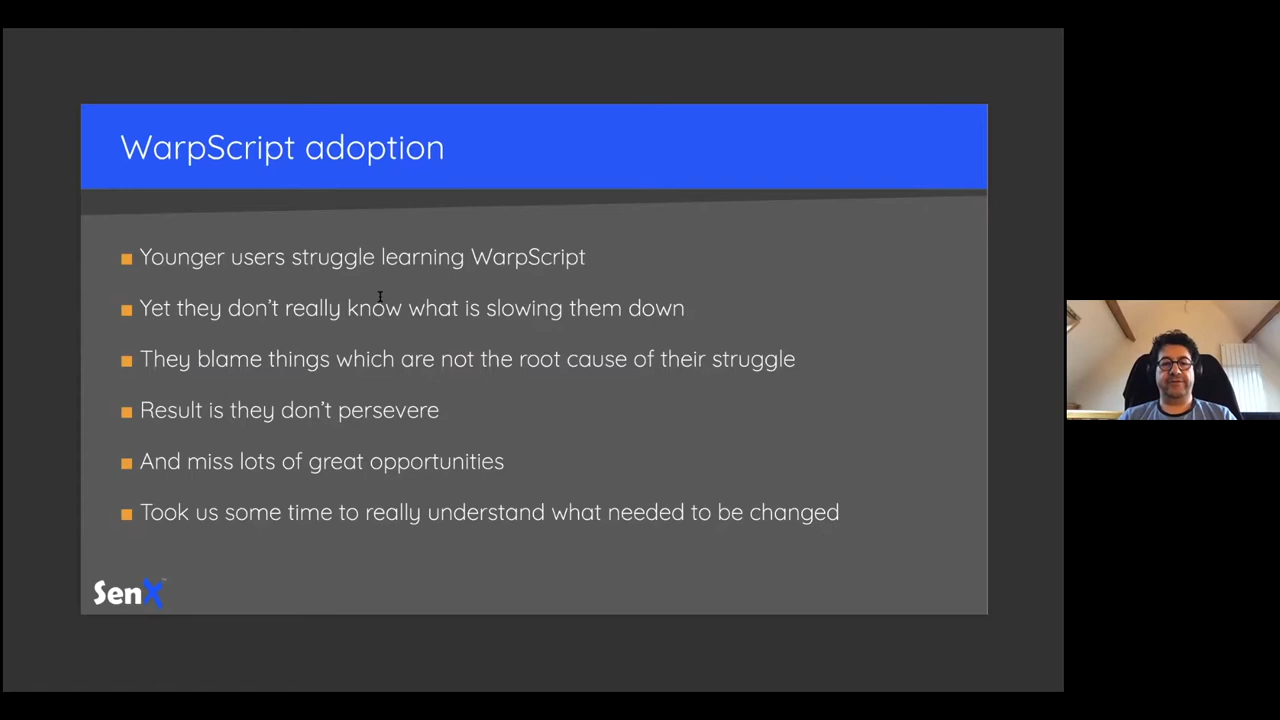 WarpScript adoption
Younger users struggle learning WarpScript
Yet they don't really know what is slowing them down
They blame things which are not the root cause of their struggle
Result is they don't persevere
And miss lots of great opportunities
Took us some time to really understand what needed to be changed
SenX